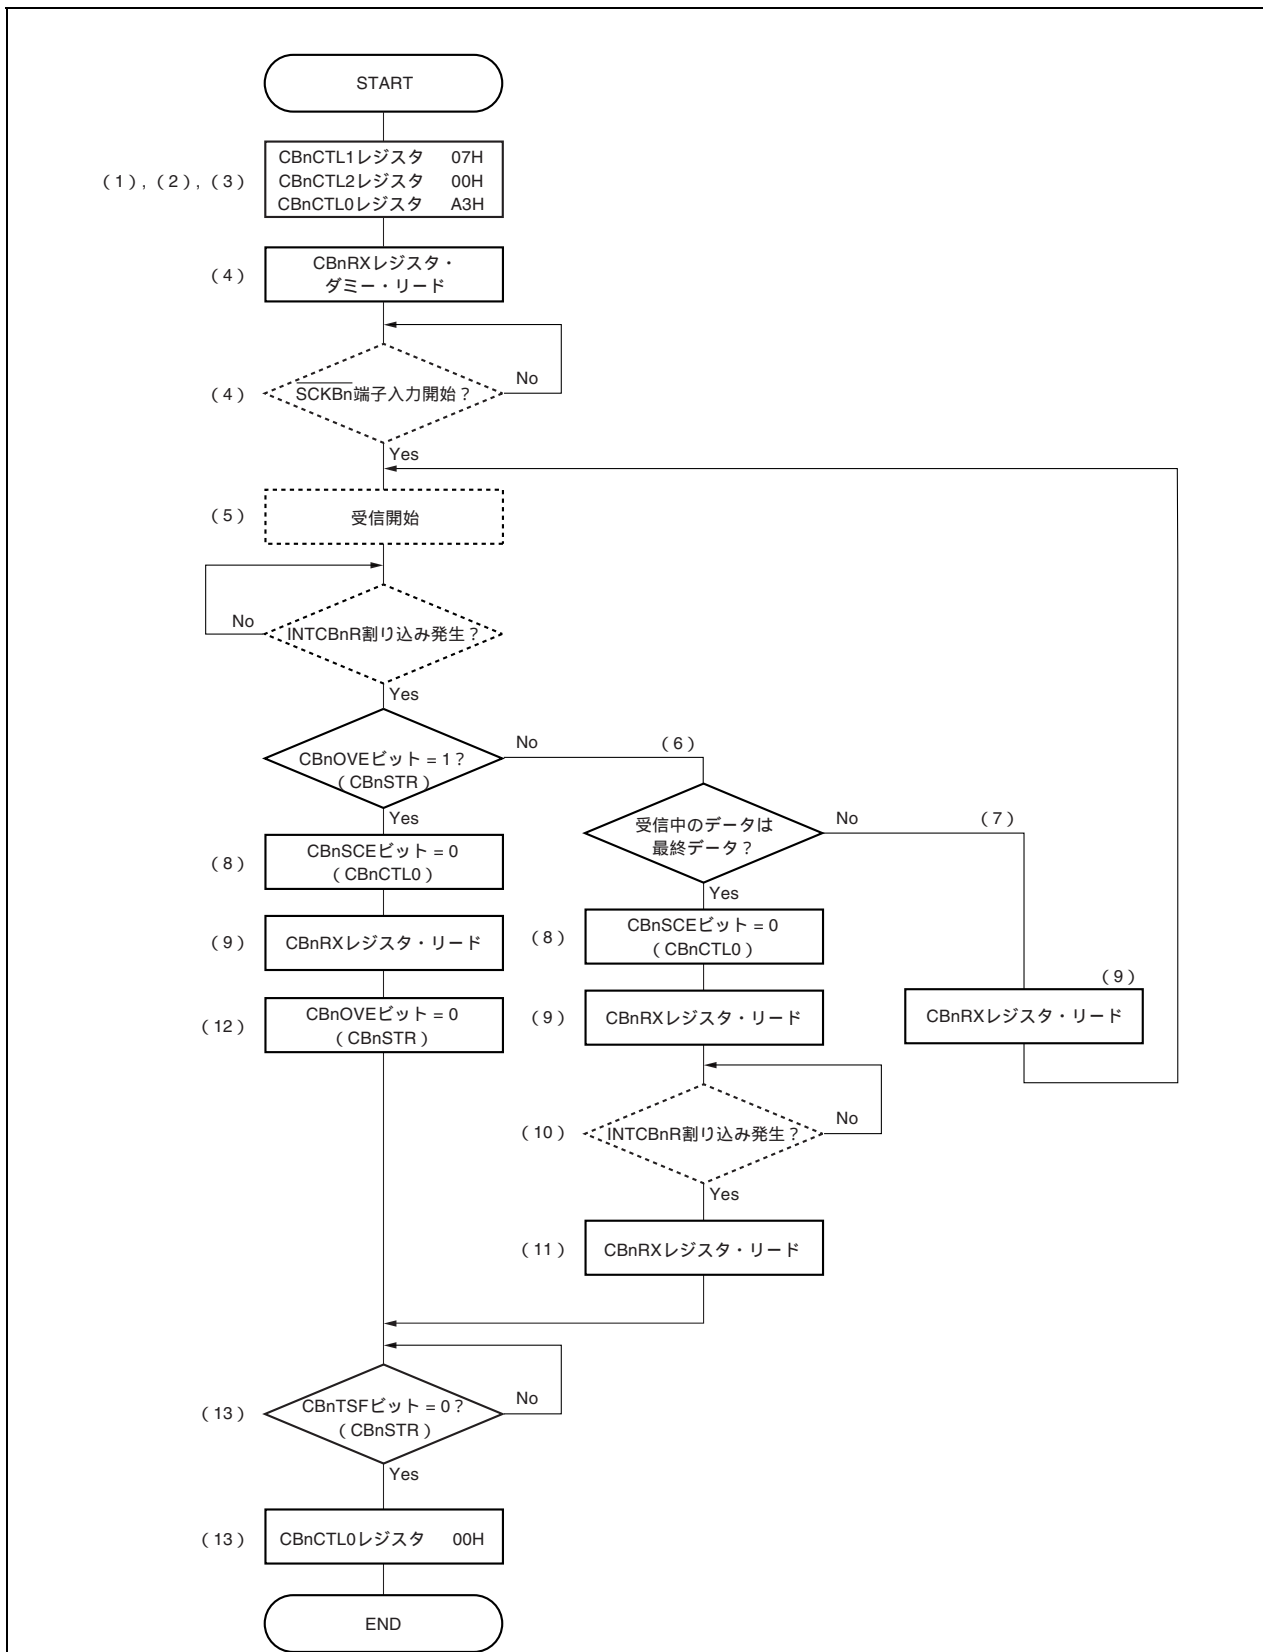 START
(1),(2),(3)
CBnCTL1レジスタ 07H
CBnCTL2レジスタ 00H
CBnCTL0レジスタ A3H
(4)
CBnRXレジスタ・
ダミー・リード
(4)
SCKBn端子入力開始?
No
Yes
(5)
受信開始
No
INTCBnR割り込み発生?
Yes
CBnOVEビット = 1?
(CBnSTR)
No
(6)
Yes
受信中のデータは
最終データ?
No
(7)
Yes
(8)
CBnSCEビット = 0
(CBnCTL0)
(8)
CBnSCEビット = 0
(CBnCTL0)
(9)
CBnRXレジスタ・リード
(9)
CBnRXレジスタ・リード
(9)
CBnRXレジスタ・リード
(12)
CBnOVEビット = 0
(CBnSTR)
(10)
INTCBnR割り込み発生?
No
Yes
(11)
CBnRXレジスタ・リード
(13)
CBnTSFビット = 0?
(CBnSTR)
No
Yes
(13)
CBnCTL0レジスタ 00H
END